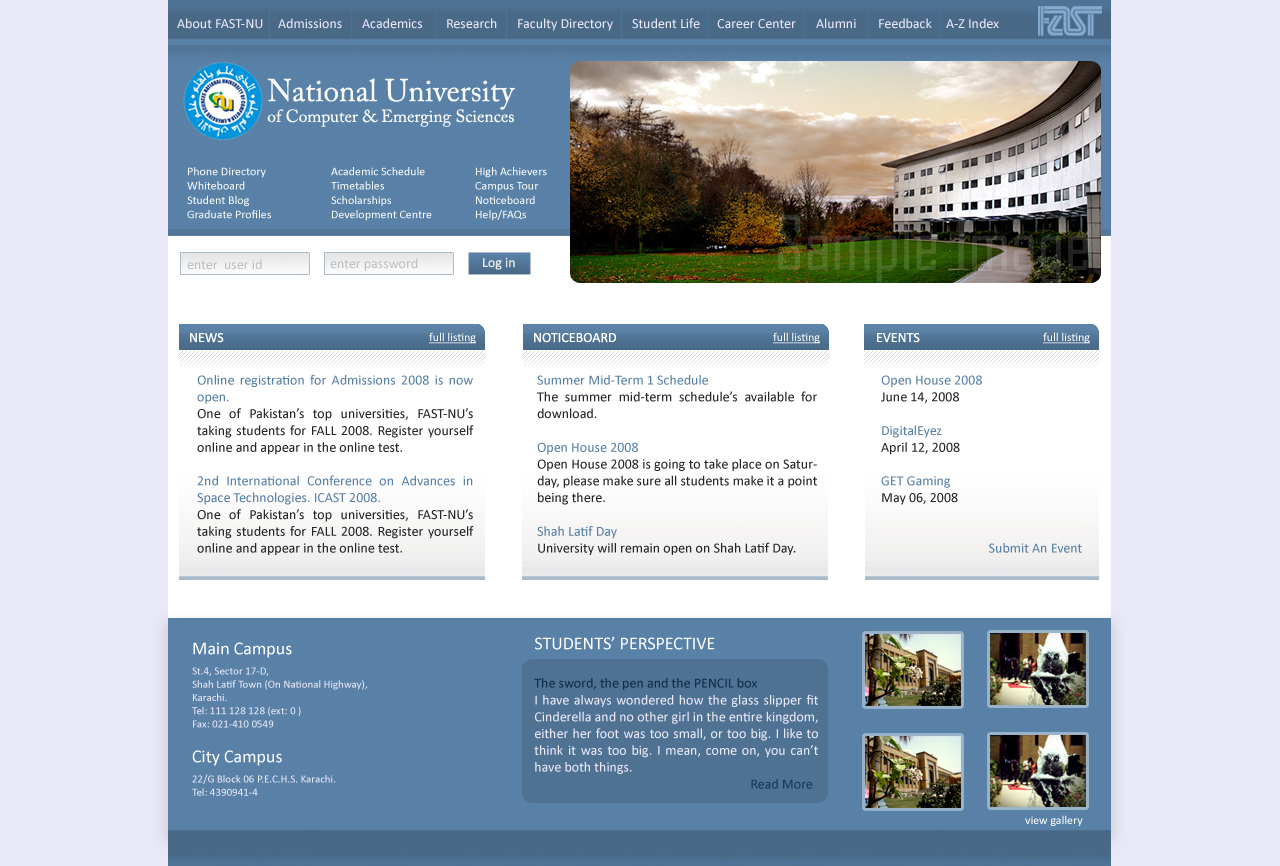 About FAST-NU Admissions Academics Research Faculty Directory Student Life Career Center Alumni Feedback A-Z Index
FAST
National University
of Computer & Emerging Sciences
Phone Directory
Whiteboard
Student Blog
Graduate Profiles
Academic Schedule
Timetables
Scholarships
Development Centre
High Achievers
Campus Tour
Noticeboard
Help/FAQs
Sample Image
enter user id
enter password
Log in
NEWS
full listing
Online registration for Admissions 2008 is now
open.
One of Pakistan's top universities, FAST-NU's
taking students for FALL 2008. Register yourself
online and appear in the online test.
2nd International Conference on Advances in
Space Technologies. ICAST 2008.
One of Pakistan's top universities, FAST-NU's
taking students for FALL 2008. Register yourself
online and appear in the online test.
NOTICEBOARD
full listing
Summer Mid-Term 1 Schedule
The summer mid-term schedule's available for
download.
Open House 2008
Open House 2008 is going to take place on Satur-
day, please make sure all students make it a point
being there.
Shah Latif Day
University will remain open on Shah Latif Day.
EVENTS
full listing
Open House 2008
June 14, 2008
DigitalEyez
April 12, 2008
GET Gaming
May 06, 2008
Submit An Event
Main Campus
St.4, Sector 17-D,
Shah Latif Town (On National Highway),
Karachi.
Tel: 111 128 128 (ext: 0 )
Fax: 021-410 0549
City Campus
22/G Block 06 P.E.C.H.S. Karachi.
Tel: 4390941-4
STUDENTS' PERSPECTIVE
The sword, the pen and the PENCIL box
I have always wondered how the glass slipper fit
Cinderella and no other girl in the entire kingdom,
either her foot was too small, or too big. I like to
think it was too big. I mean, come on, you can't
have both things.
Read More
view gallery